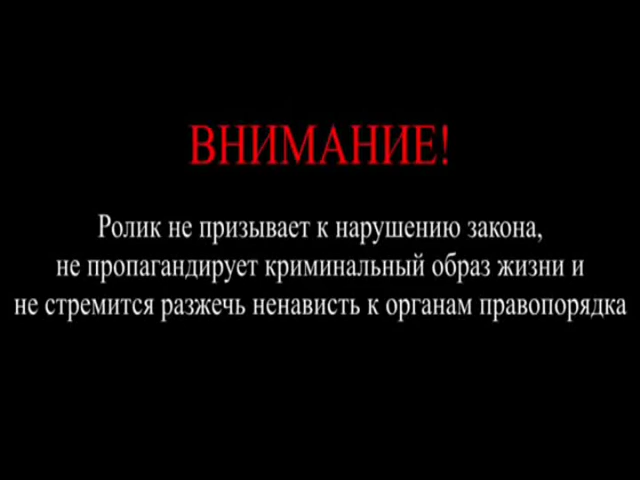 ВНИМАНИЕ!
Ролик не призывает к нарушению закона,
не пропагандирует криминальный образ жизни и
не стремится разжечь ненависть к органам правопорядка